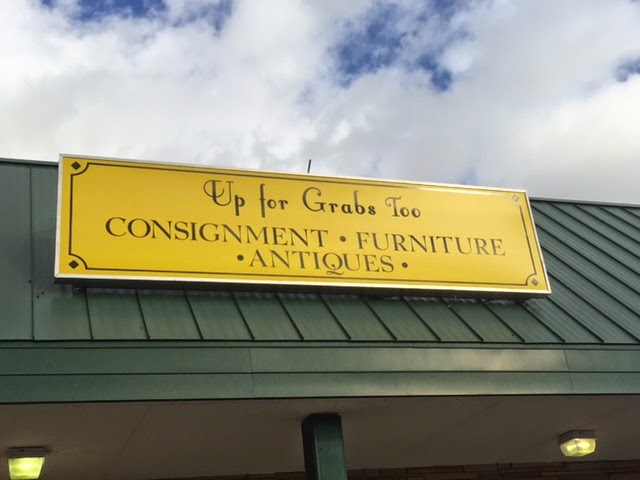 Up for Grabs Too
CONSIGNMENT • FURNITURE
• ANTIQUES •